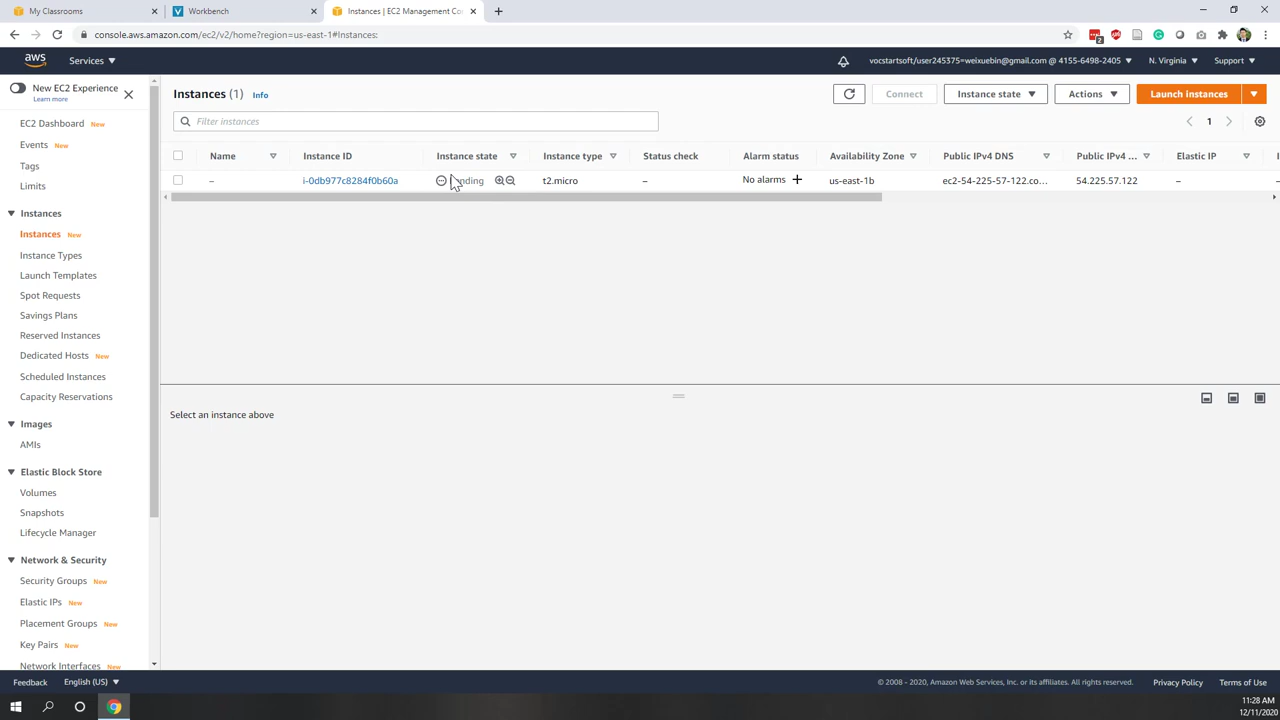 My Classrooms
Workbench
Instances | EC2 Management Co
console.aws.amazon.com/ec2/v2/home?region=us-east-1#Instances:
2
aws
Services
vocstartsoft/user245375=weixuebin@gmail.com @ 4155-6498-2405
N. Virginia
Support
New EC2 Experience
Learn more
EC2 Dashboard New
Events New
Tags
Limits
Instances
Instances New
Instance Types
Launch Templates
Spot Requests
Savings Plans
Reserved Instances
Dedicated Hosts New
Scheduled Instances
Capacity Reservations
Images
AMIs
Elastic Block Store
Volumes
Snapshots
Lifecycle Manager
Network & Security
Security Groups New
Elastic IPs New
Placement Groups New
Key Pairs New
Network Interfaces New
Instances (1) Info
Connect
Instance state
Actions
Launch instances
Filter instances
1
Name Instance ID Instance state Instance type Status check Alarm status Availability Zone Public IPv4 DNS Public IPv4 ... Elastic IP
– i-0db977c8284f0b60a t2.micro – No alarms + us-east-1b ec2-54-225-57-122.co... 54.225.57.122 –
Select an instance above
Feedback
English (US)
© 2008 - 2020, Amazon Web Services, Inc. or its affiliates. All rights reserved.
Privacy Policy
Terms of Use
11:28 AM
12/11/2020